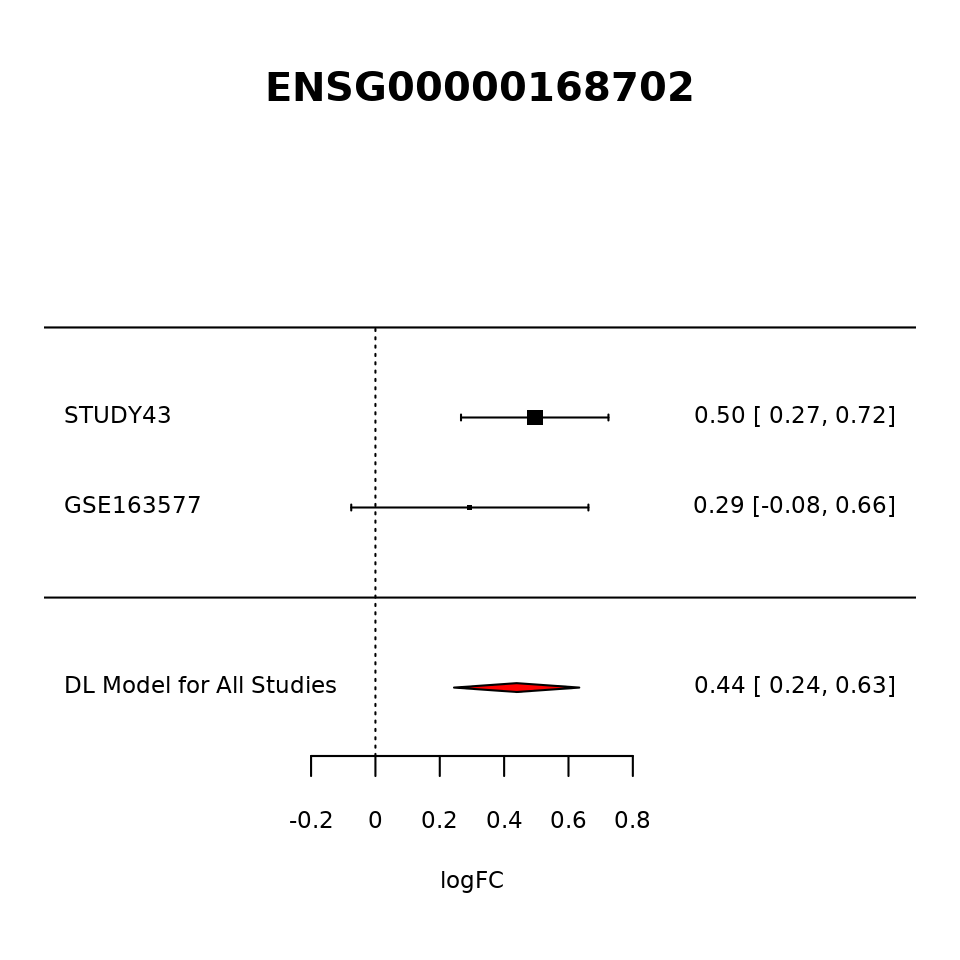 ENSG00000168702
STUDY43 0.50 [ 0.27, 0.72]
GSE163577 0.29 [-0.08, 0.66]
DL Model for All Studies 0.44 [ 0.24, 0.63]
-0.2 0 0.2 0.4 0.6 0.8
logFC